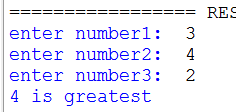 ================= RES
enter number1:  3
enter number2:  4
enter number3:  2
4 is greatest